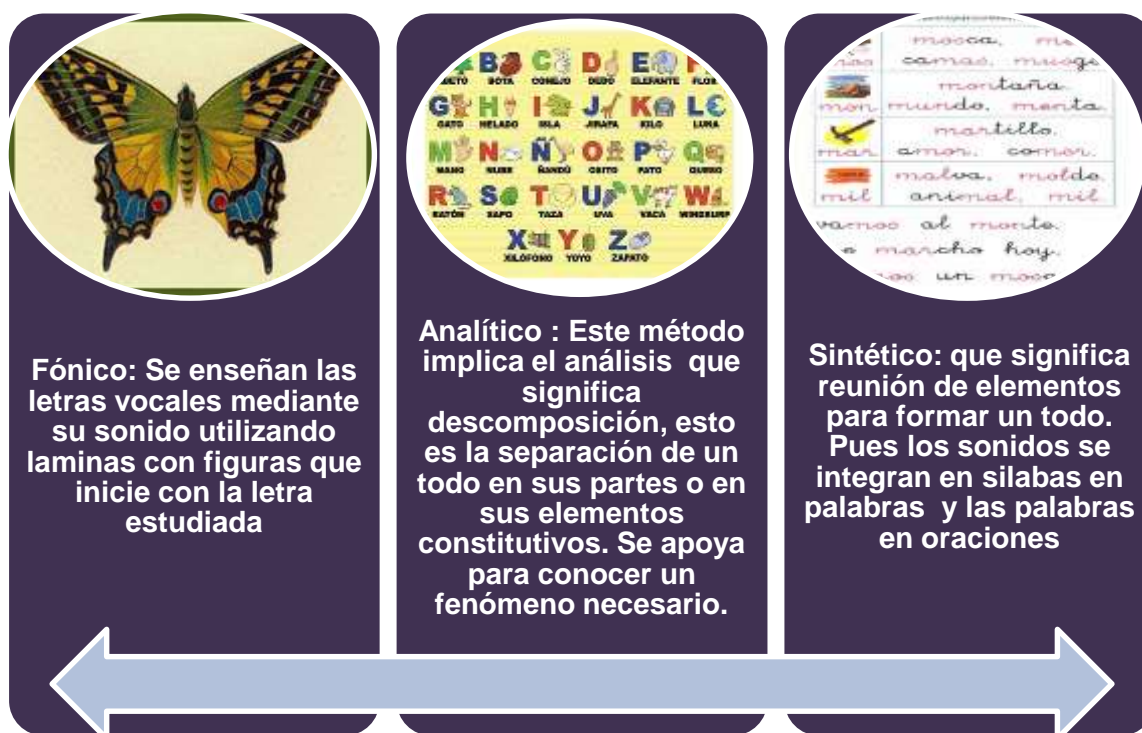 B C D E F
BOTA CONEJO DEDO ELEFANTE FLOR
G H I J K L
GATO HELADO ISLA JIRAFA KILO LUNA
M N Ñ O P Q
MANO NUBE ÑANDÚ OSITO PATO QUESO
R S T U V W
RATÓN SAPO TAZA UVA VACA WINDSURF
X Y Z
XILÓFONO YOYO ZAPATO
mosca,
camas,
montaña
mon mundo, menta
martillo
mar amor, comer.
malva, molde.
mil animal, mil
vamos al monte.
marcho hoy.
un
Fónico: Se enseñan las
letras vocales mediante
su sonido utilizando
laminas con figuras que
inicie con la letra
estudiada
Analítico : Este método
implica el análisis que
significa
descomposición, esto
es la separación de un
todo en sus partes o en
sus elementos
constitutivos. Se apoya
para conocer un
fenómeno necesario.
Sintético: que significa
reunión de elementos
para formar un todo.
Pues los sonidos se
integran en silabas en
palabras y las palabras
en oraciones